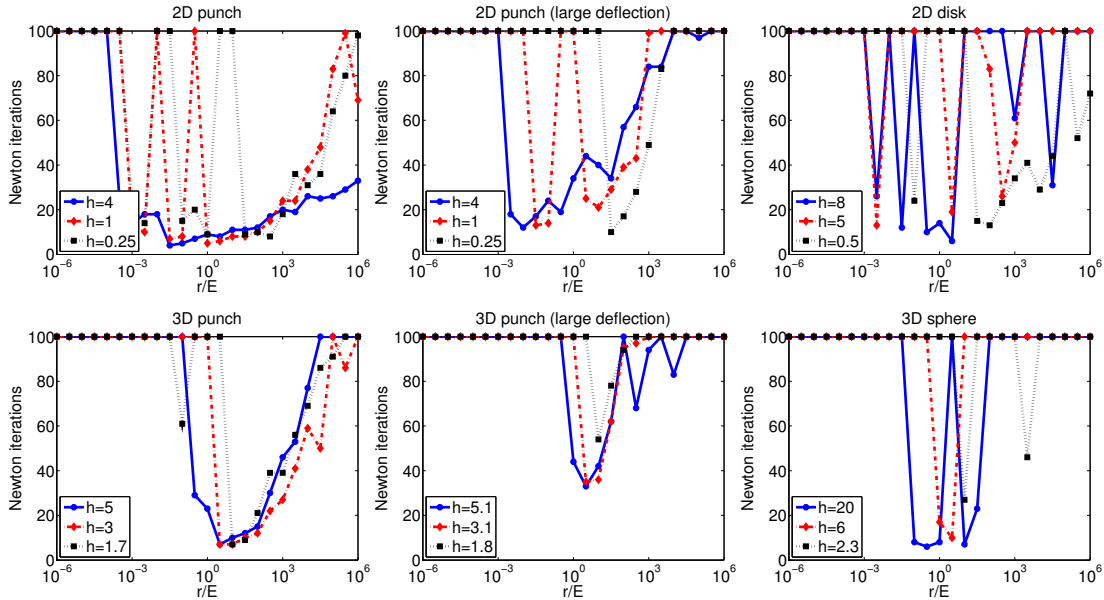 2D punch
Newton iterations
100
80
60
40
20
0
h=4
h=1
h=0.25
10^-6
10^-3
10^0
10^3
10^6
r/E
2D punch (large deflection)
Newton iterations
100
80
60
40
20
0
h=4
h=1
h=0.25
10^-6
10^-3
10^0
10^3
10^6
r/E
2D disk
Newton iterations
100
80
60
40
20
0
h=8
h=5
h=0.5
10^-6
10^-3
10^0
10^3
10^6
r/E
3D punch
Newton iterations
100
80
60
40
20
0
h=5
h=3
h=1.7
10^-6
10^-3
10^0
10^3
10^6
r/E
3D punch (large deflection)
Newton iterations
100
80
60
40
20
0
h=5.1
h=3.1
h=1.8
10^-6
10^-3
10^0
10^3
10^6
r/E
3D sphere
Newton iterations
100
80
60
40
20
0
h=20
h=6
h=2.3
10^-6
10^-3
10^0
10^3
10^6
r/E